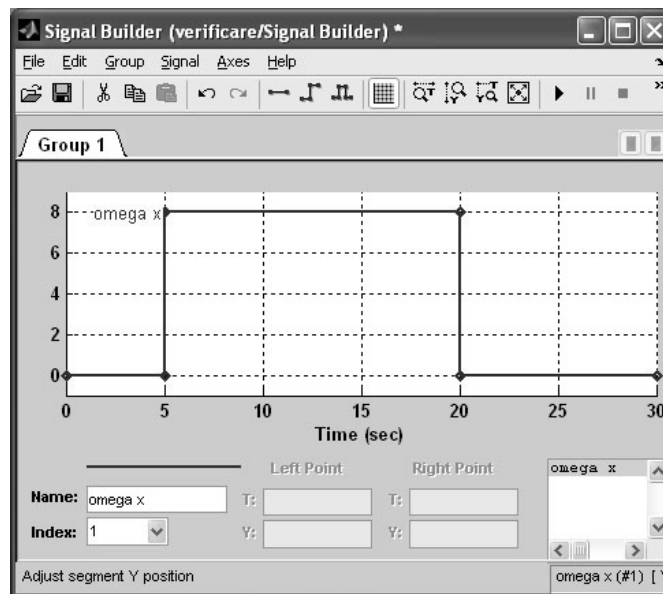 Signal Builder (verificare/Signal Builder) *
File Edit Group Signal Axes Help
Group 1
8
omega x
6
4
2
0
0 5 10 15 20 25 30
Time (sec)
Left Point Right Point
omega x
Name: omega x T: T:
Index: 1 Y: Y:
Adjust segment Y position
omega x (#1) [ Y